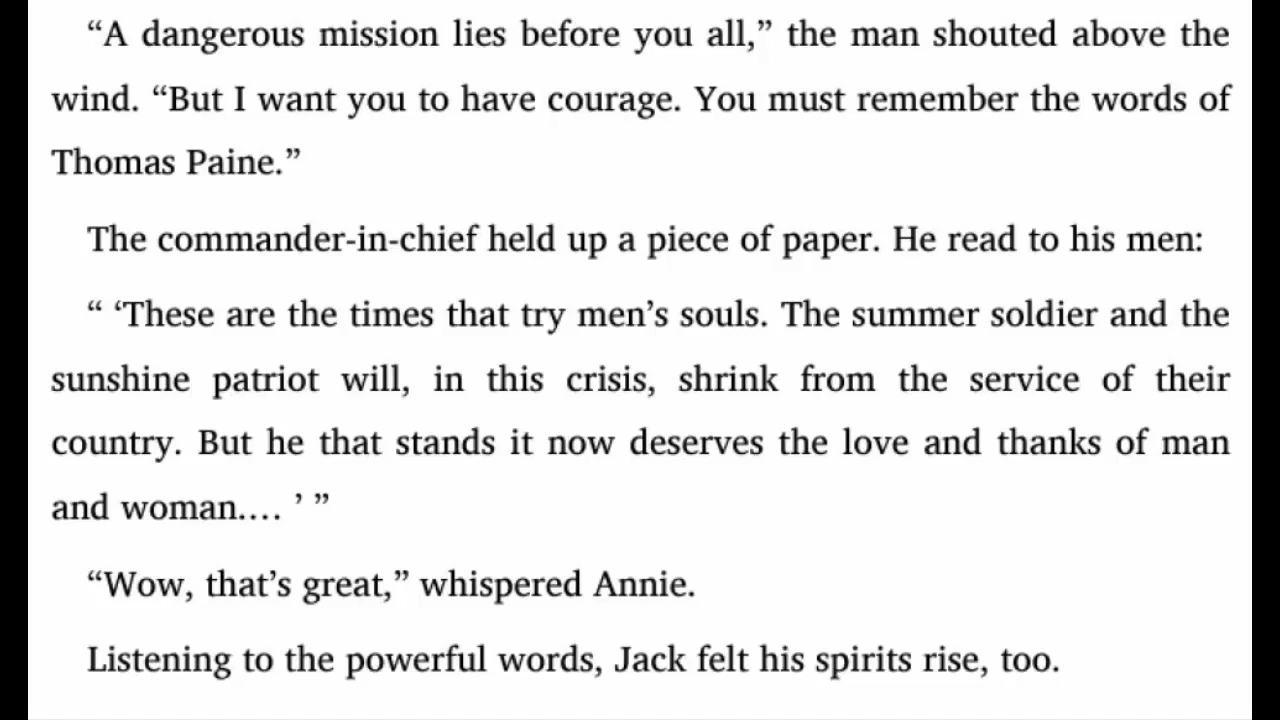 “A dangerous mission lies before you all,” the man shouted above the
wind. “But I want you to have courage. You must remember the words of
Thomas Paine.”
The commander-in-chief held up a piece of paper. He read to his men:
“ ‘These are the times that try men’s souls. The summer soldier and the
sunshine patriot will, in this crisis, shrink from the service of their
country. But he that stands it now deserves the love and thanks of man
and woman.… ’ ”
“Wow, that’s great,” whispered Annie.
Listening to the powerful words, Jack felt his spirits rise, too.